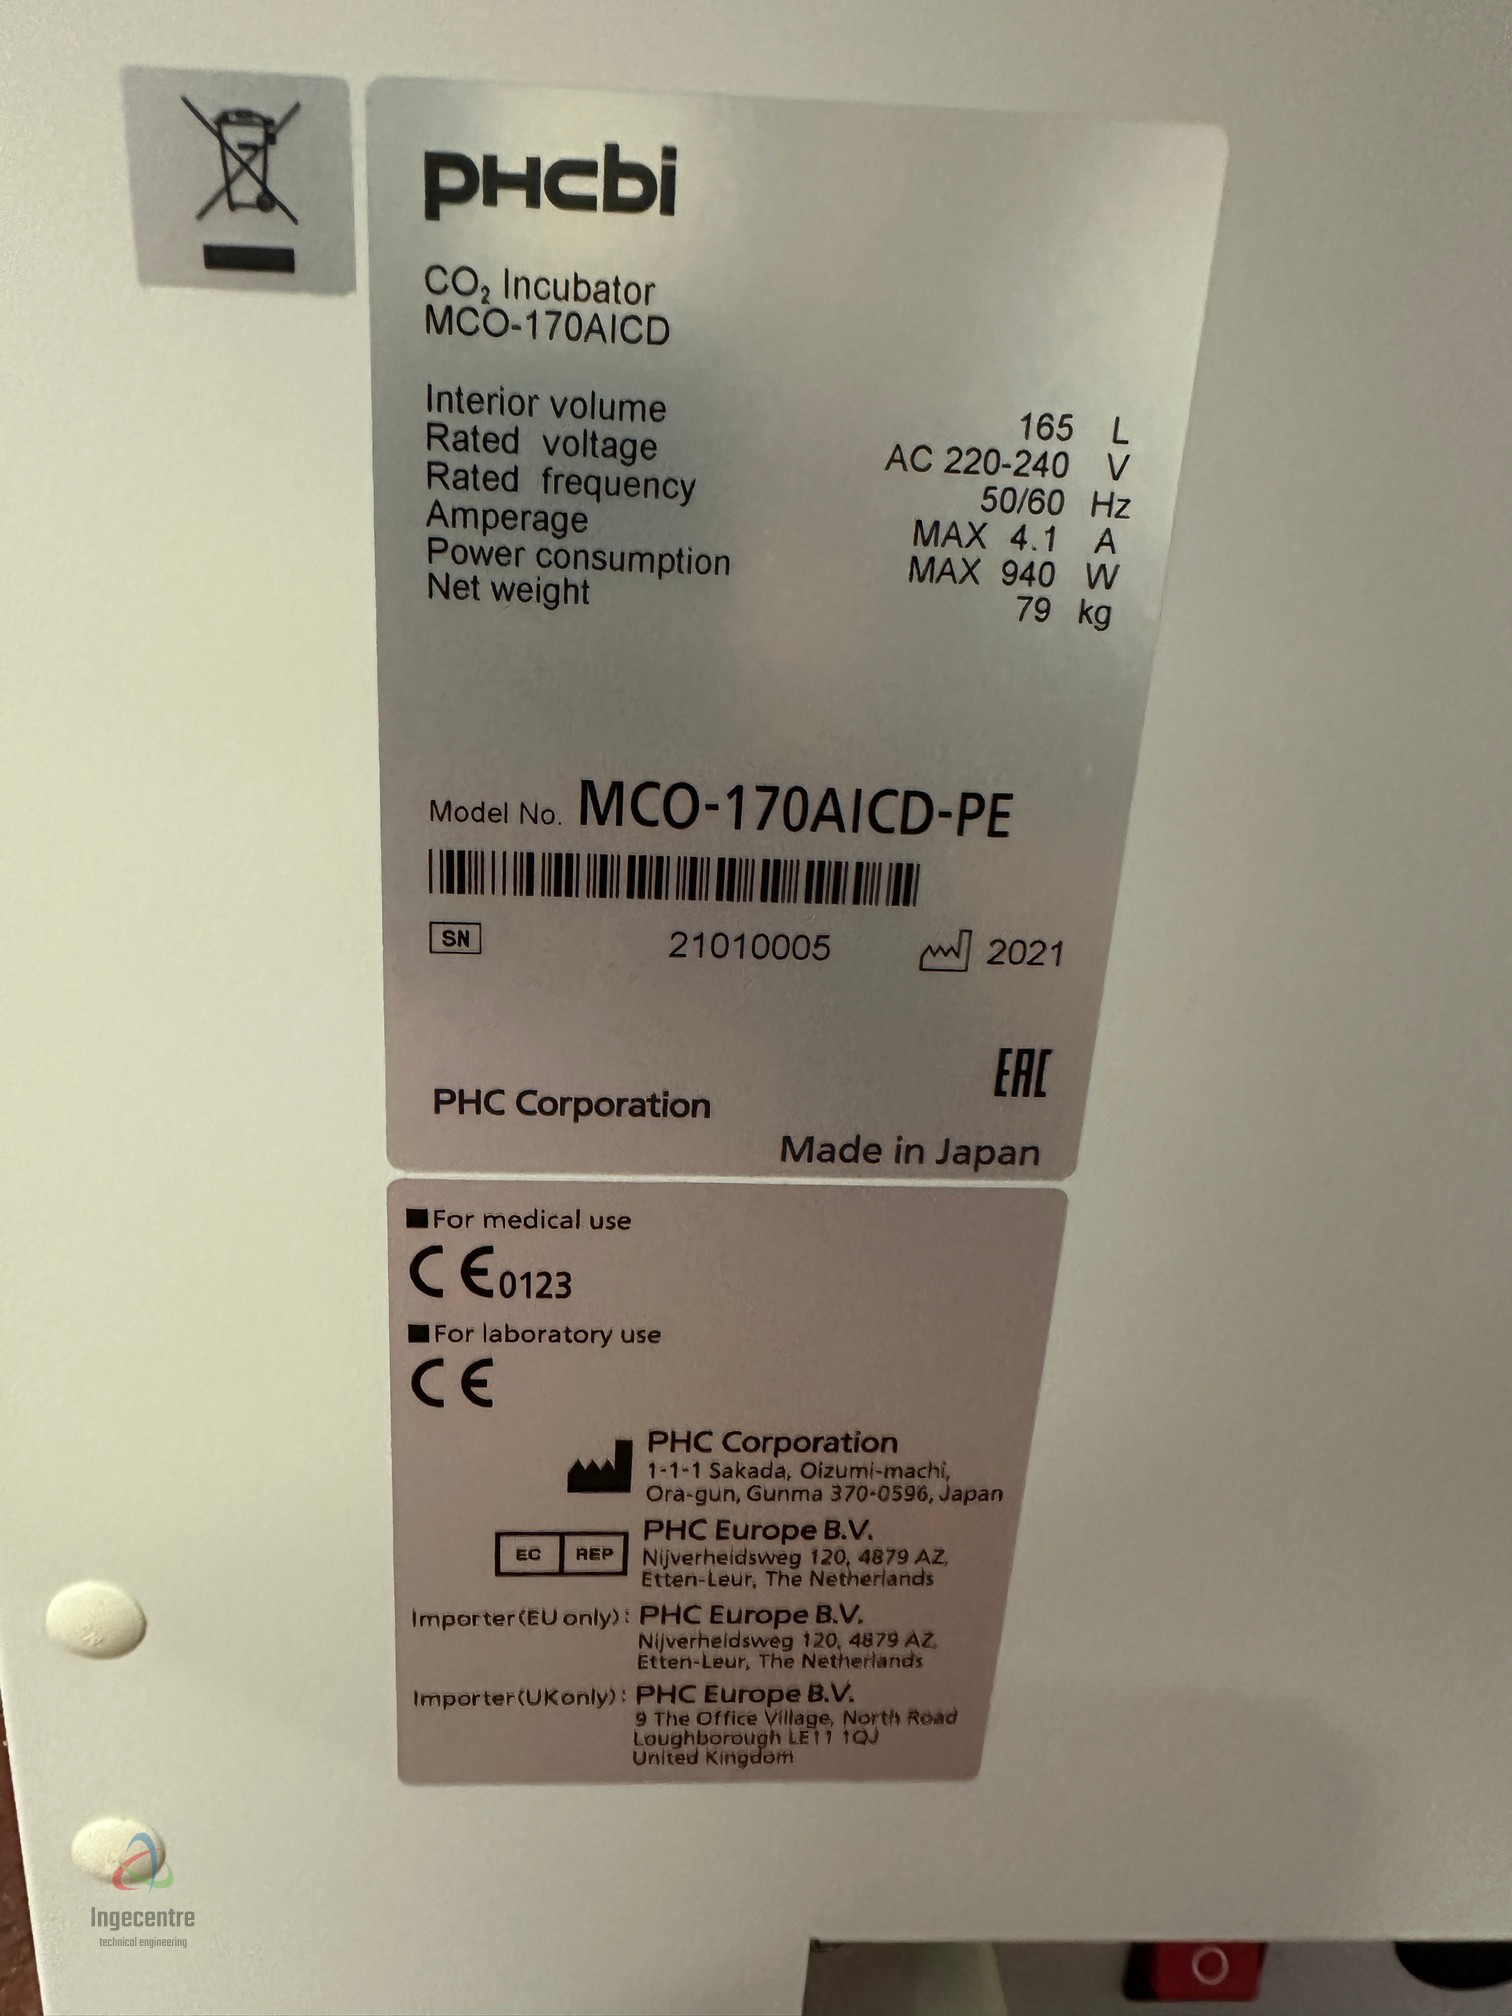 PHCbi
CO₂ Incubator
MCO-170AICD
Interior volume 165 L
Rated voltage AC 220-240 V
Rated frequency 50/60 Hz
Amperage MAX 4.1 A
Power consumption MAX 940 W
Net weight 79 kg
Model No. MCO-170AICD-PE
SN 21010005 2021
EAC
PHC Corporation
Made in Japan
■For medical use
CE0123
■For laboratory use
CE
PHC Corporation
1-1-1 Sakada, Oizumi-machi,
Ora-gun, Gunma 370-0596, Japan
EC REP PHC Europe B.V.
Nijverheidsweg 120, 4879 AZ,
Etten-Leur, The Netherlands
Importer(EU only): PHC Europe B.V.
Nijverheidsweg 120, 4879 AZ,
Etten-Leur, The Netherlands
Importer(UK only): PHC Europe B.V.
9 The Office Village, North Road
Loughborough LE11 1QJ
United Kingdom
Ingecentre
technical engineering